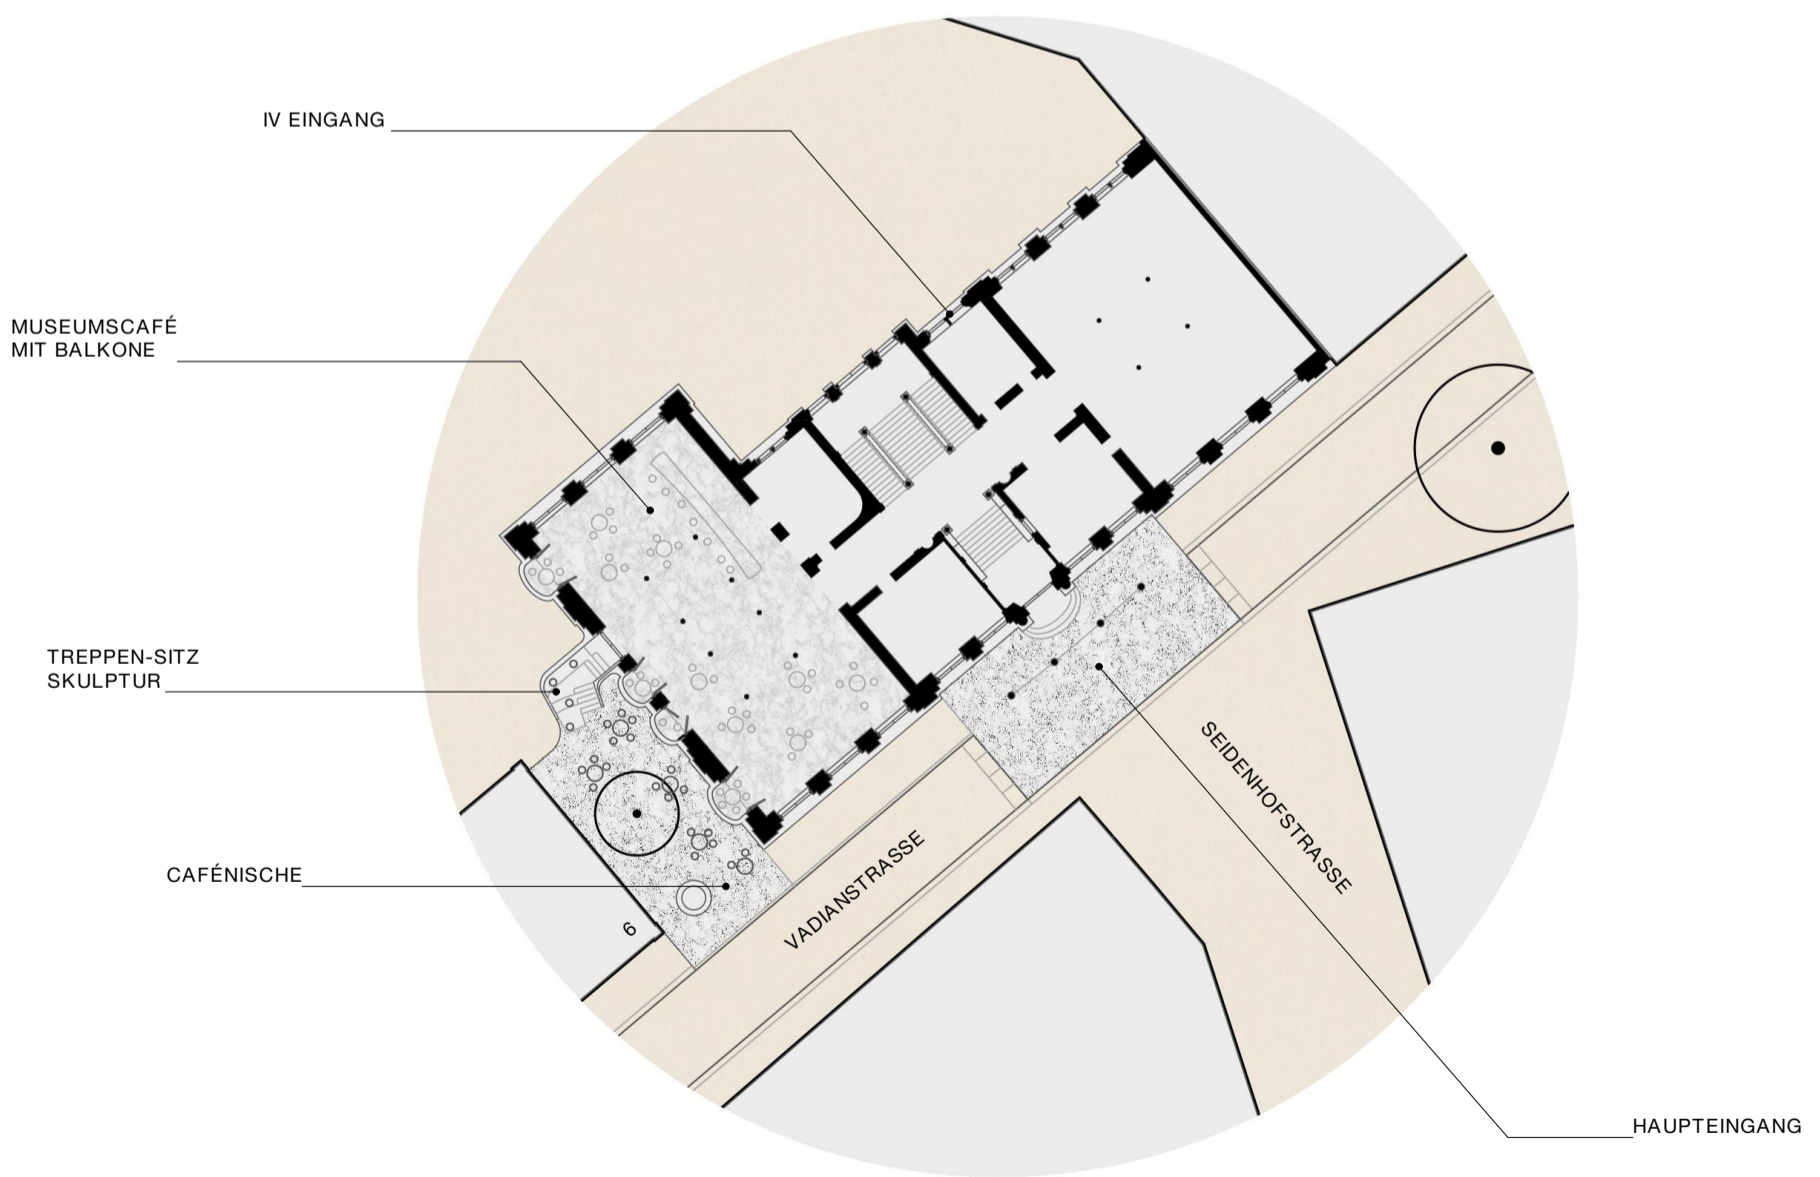 IV EINGANG
MUSEUMSCAFÉ
MIT BALKONE
TREPPEN-SITZ
SKULPTUR
CAFÉNISCHE
6
VADIANSTRASSE
SEIDENHOFSTRASSE
HAUPTEINGANG